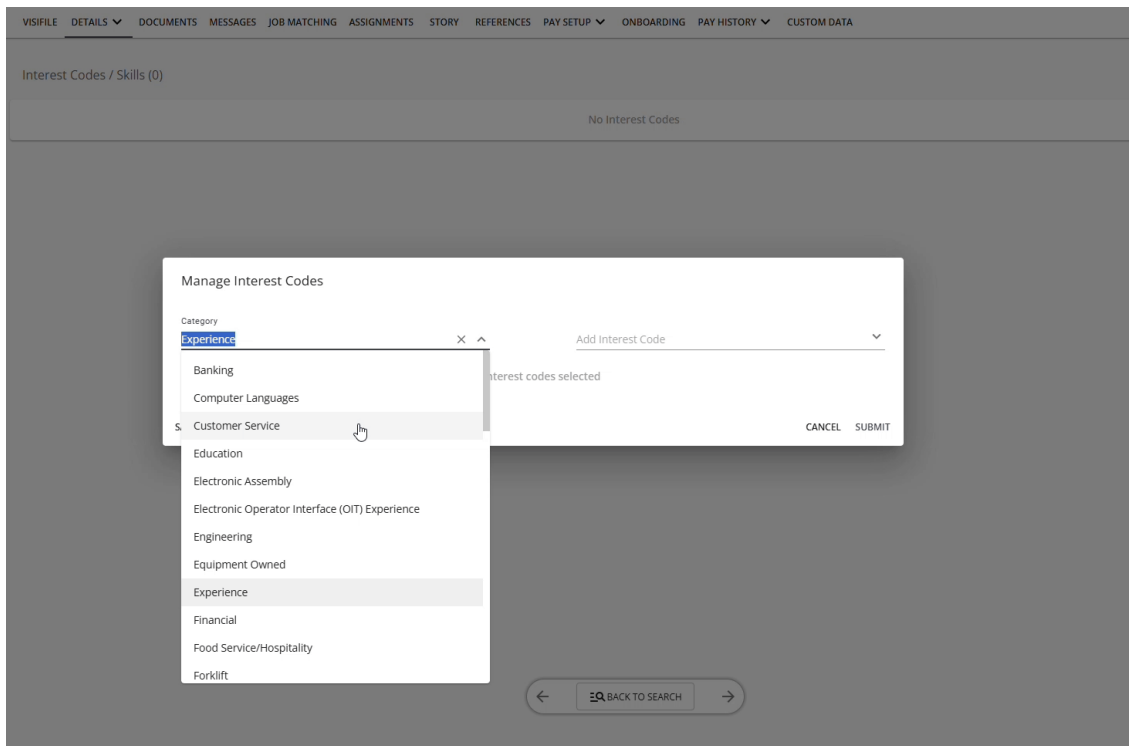 VISIFILE DETAILS DOCUMENTS MESSAGES JOB MATCHING ASSIGNMENTS STORY REFERENCES PAY SETUP ONBOARDING PAY HISTORY CUSTOM DATA
Interest Codes / Skills (0)
No Interest Codes
Manage Interest Codes
Category
Experience
Add Interest Code
codes selected
Banking
Computer Languages
Customer Service
Education
Electronic Assembly
Electronic Operator Interface (OIT) Experience
Engineering
Equipment Owned
Experience
Financial
Food Service/Hospitality
Forklift
CANCEL SUBMIT
BACK TO SEARCH